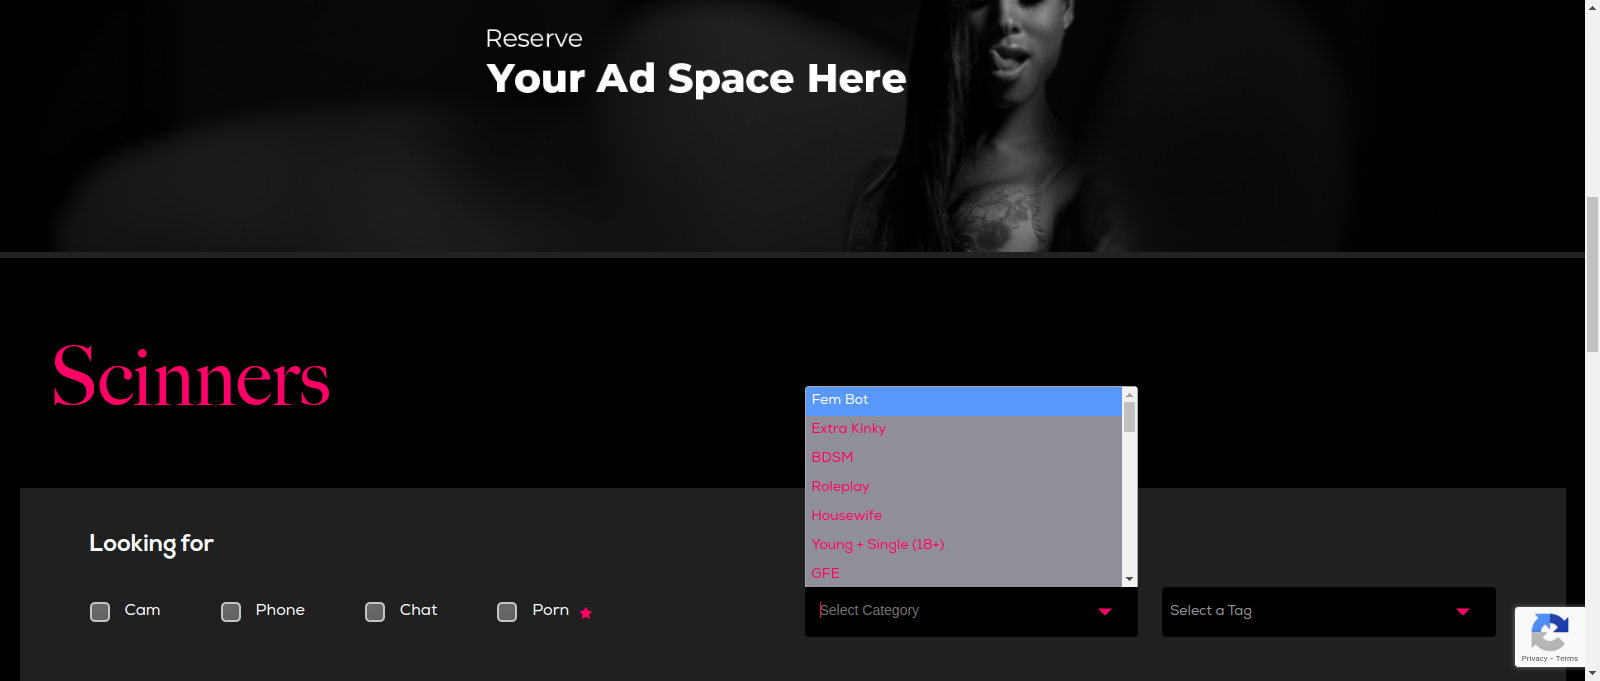 Reserve
Your Ad Space Here
Scinners
Fem Bot
Extra Kinky
BDSM
Roleplay
Housewife
Young + Single (18+)
GFE
Looking for
Cam
Phone
Chat
Porn
Select Category
Select a Tag
Privacy - Terms